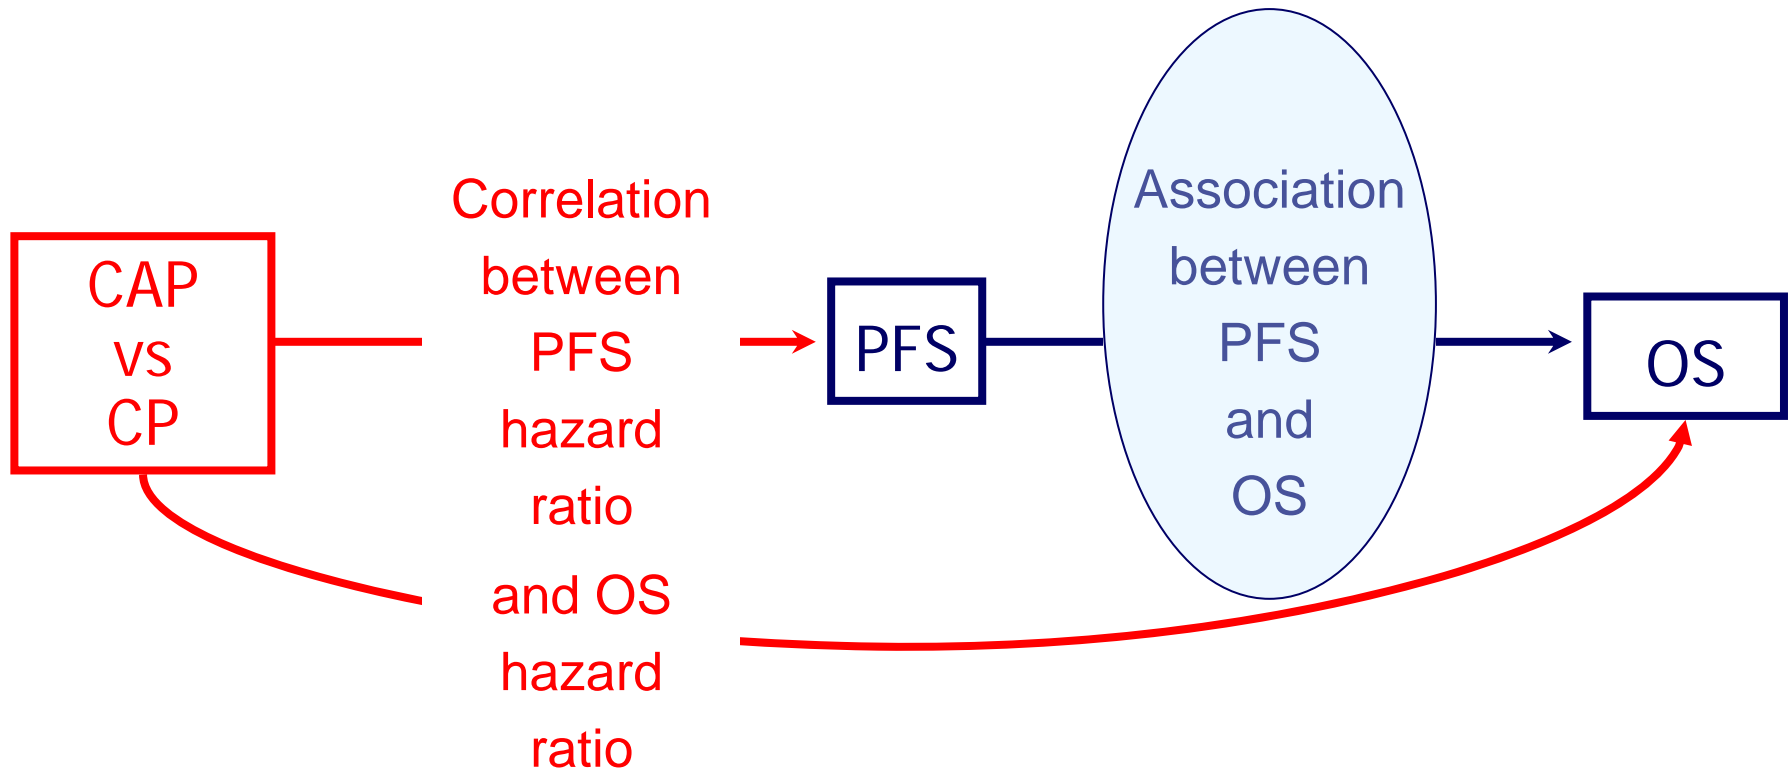 CAP
vs
CP
Correlation
between
PFS
hazard
ratio
and OS
hazard
ratio
PFS
Association
between
PFS
and
OS
OS